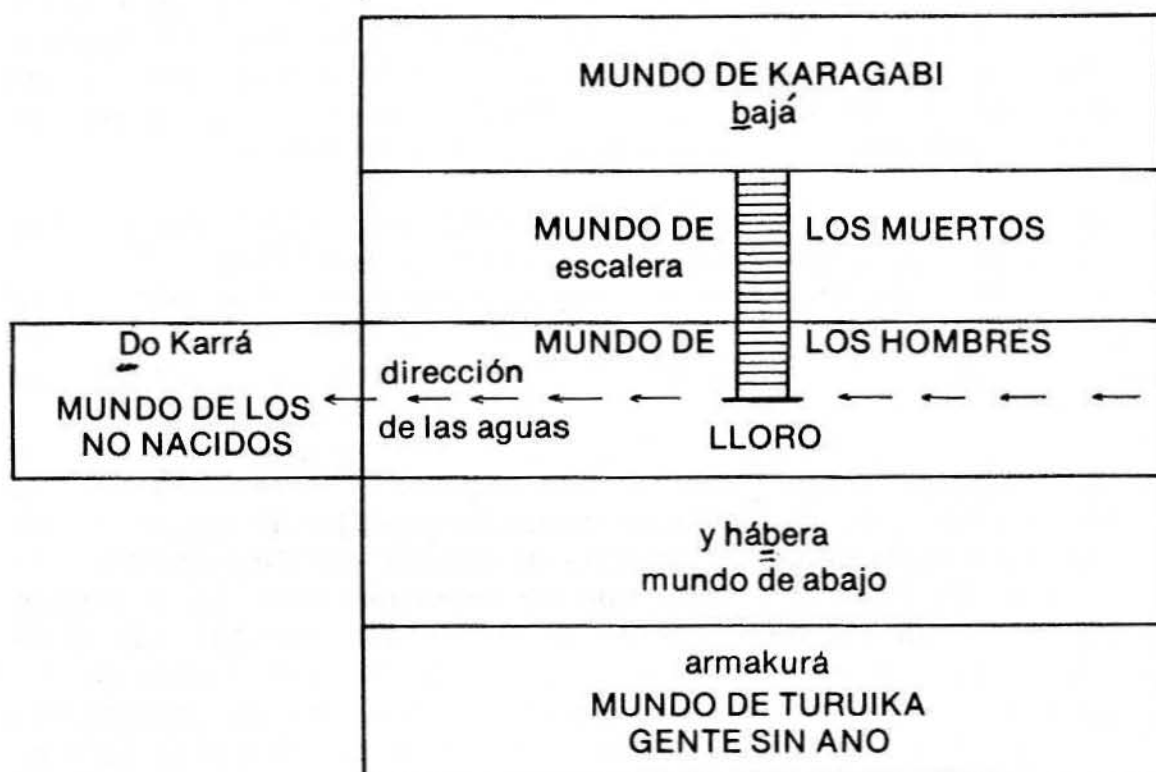 MUNDO DE KARAGABI
bajá
MUNDO DE LOS MUERTOS
escalera
Do Karrá
MUNDO DE LOS
NO NACIDOS
MUNDO DE LOS HOMBRES
dirección
de las aguas
LLORO
y hábera
mundo de abajo
armakurá
MUNDO DE TURUIKA
GENTE SIN ANO